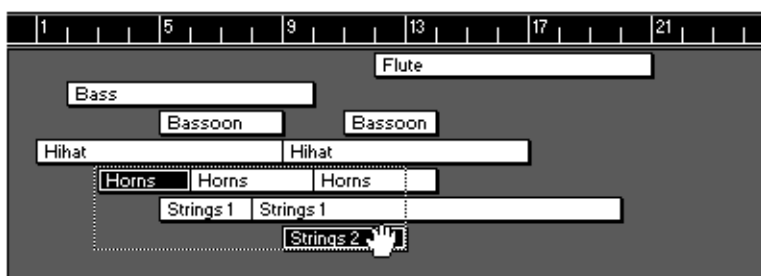 1 5 9 13 17 21
Flute
Bass
Bassoon Bassoon
Hihat Hihat
Horns Horns Horns
Strings 1 Strings 1
Strings 2